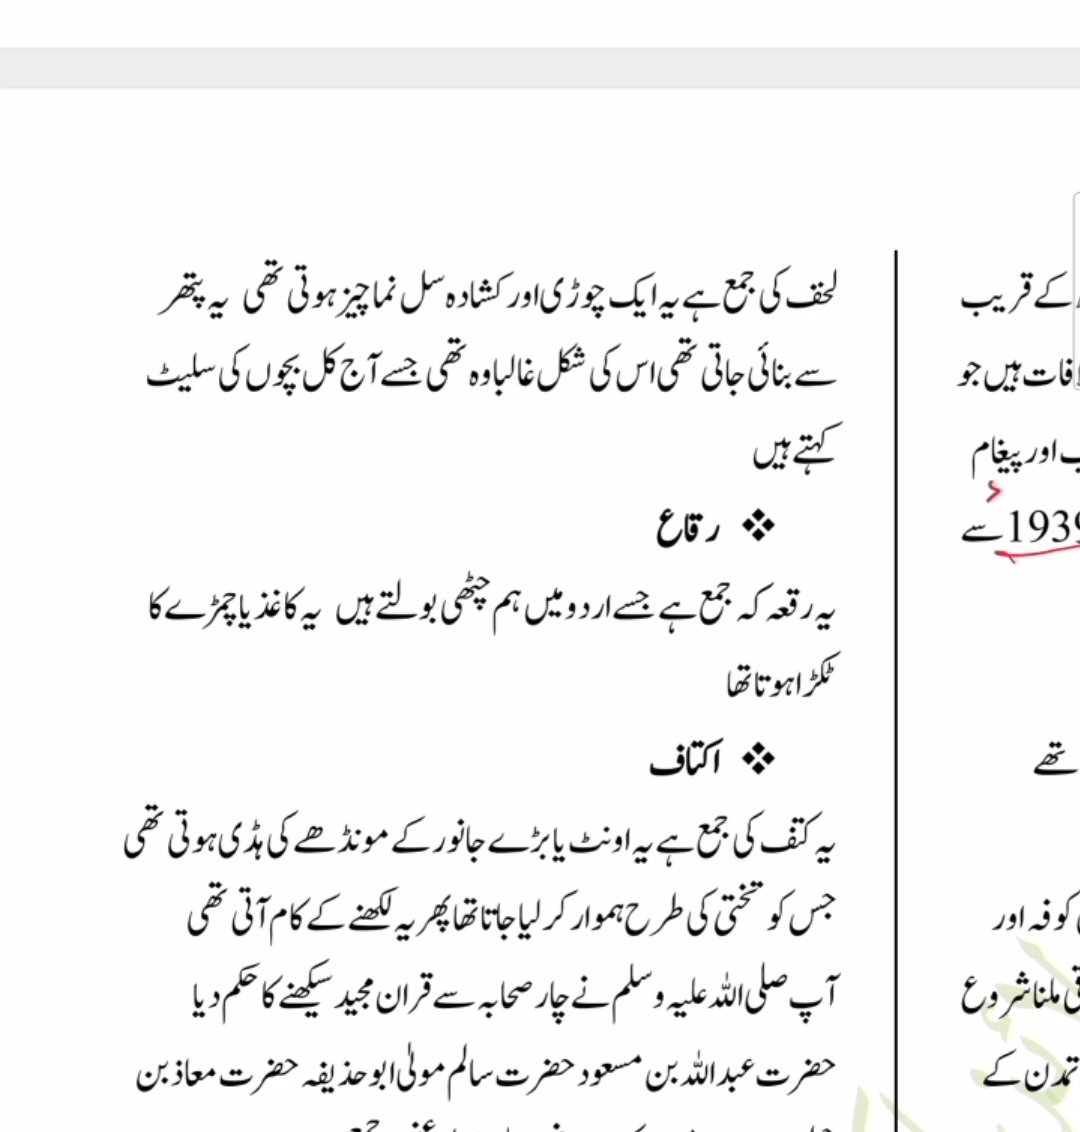 کے قریب
افات ہیں جو
ب اور پیغام
1939 سے
تھے
کوفہ اور
ملنا شروع
تمدن کے
لخف کی جمع ہے یہ ایک چوڑی اور کشادہ سل نما چیز ہوتی تھی یہ پتھر
سے بنائی جاتی تھی اس کی شکل غالبا وہ تھی جسے آج کل بچوں کی سلیٹ
کہتے ہیں
❖ رقاع
یہ رقعہ کہ جمع ہے جسے اردو میں ہم چٹھی بولتے ہیں یہ کاغذ یا چمڑے کا
ٹکڑا ہوتا تھا
❖ اکتاف
یہ کتف کی جمع ہے یہ اونٹ یا بڑے جانور کے مونڈھے کی ہڈی ہوتی تھی
جس کو تختی کی طرح ہموار کر لیا جاتا تھا پھر یہ لکھنے کے کام آتی تھی
آپ صلی اللہ علیہ وسلم نے چار صحابہ سے قران مجید سیکھنے کا حکم دیا
حضرت عبداللہ بن مسعود حضرت سالم مولیٰ ابو حذیفہ حضرت معاذ بن